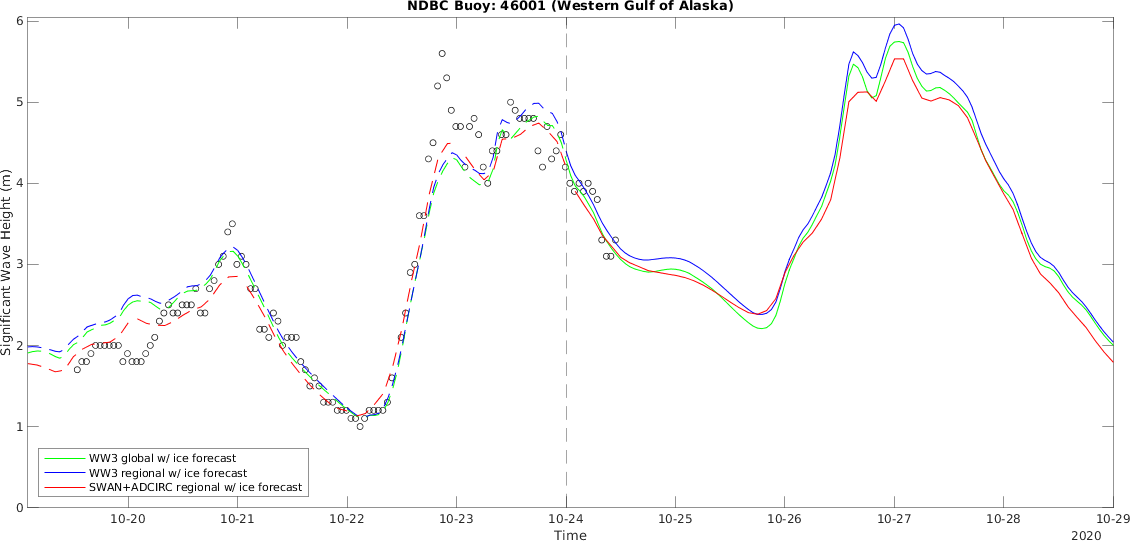 NDBC Buoy: 46001 (Western Gulf of Alaska)
6
5
4
3
2
1
0
Significant Wave Height (m)
WW3 global w/ ice forecast
WW3 regional w/ ice forecast
SWAN+ADCIRC regional w/ ice forecast
10-20 10-21 10-22 10-23 10-24 10-25 10-26 10-27 10-28 10-29
Time
2020